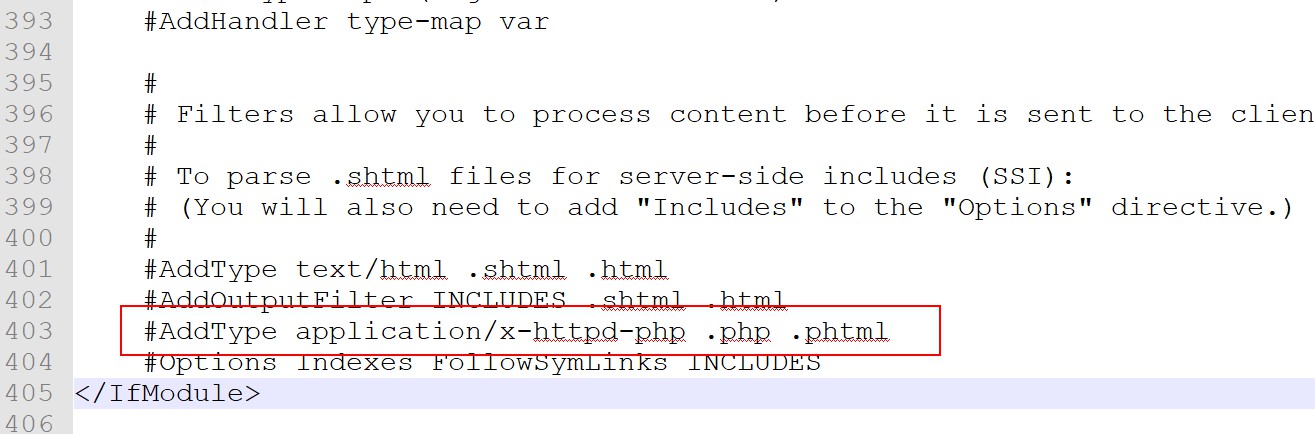 393 #AddHandler type-map var
394
395 #
396 # Filters allow you to process content before it is sent to the clien
397 #
398 # To parse .shtml files for server-side includes (SSI):
399 # (You will also need to add "Includes" to the "Options" directive.)
400 #
401 #AddType text/html .shtml .html
402 #AddOutputFilter INCLUDES .shtml .html
403 #AddType application/x-httpd-php .php .phtml
404 #Options Indexes FollowSymLinks INCLUDES
405 </IfModule>
406